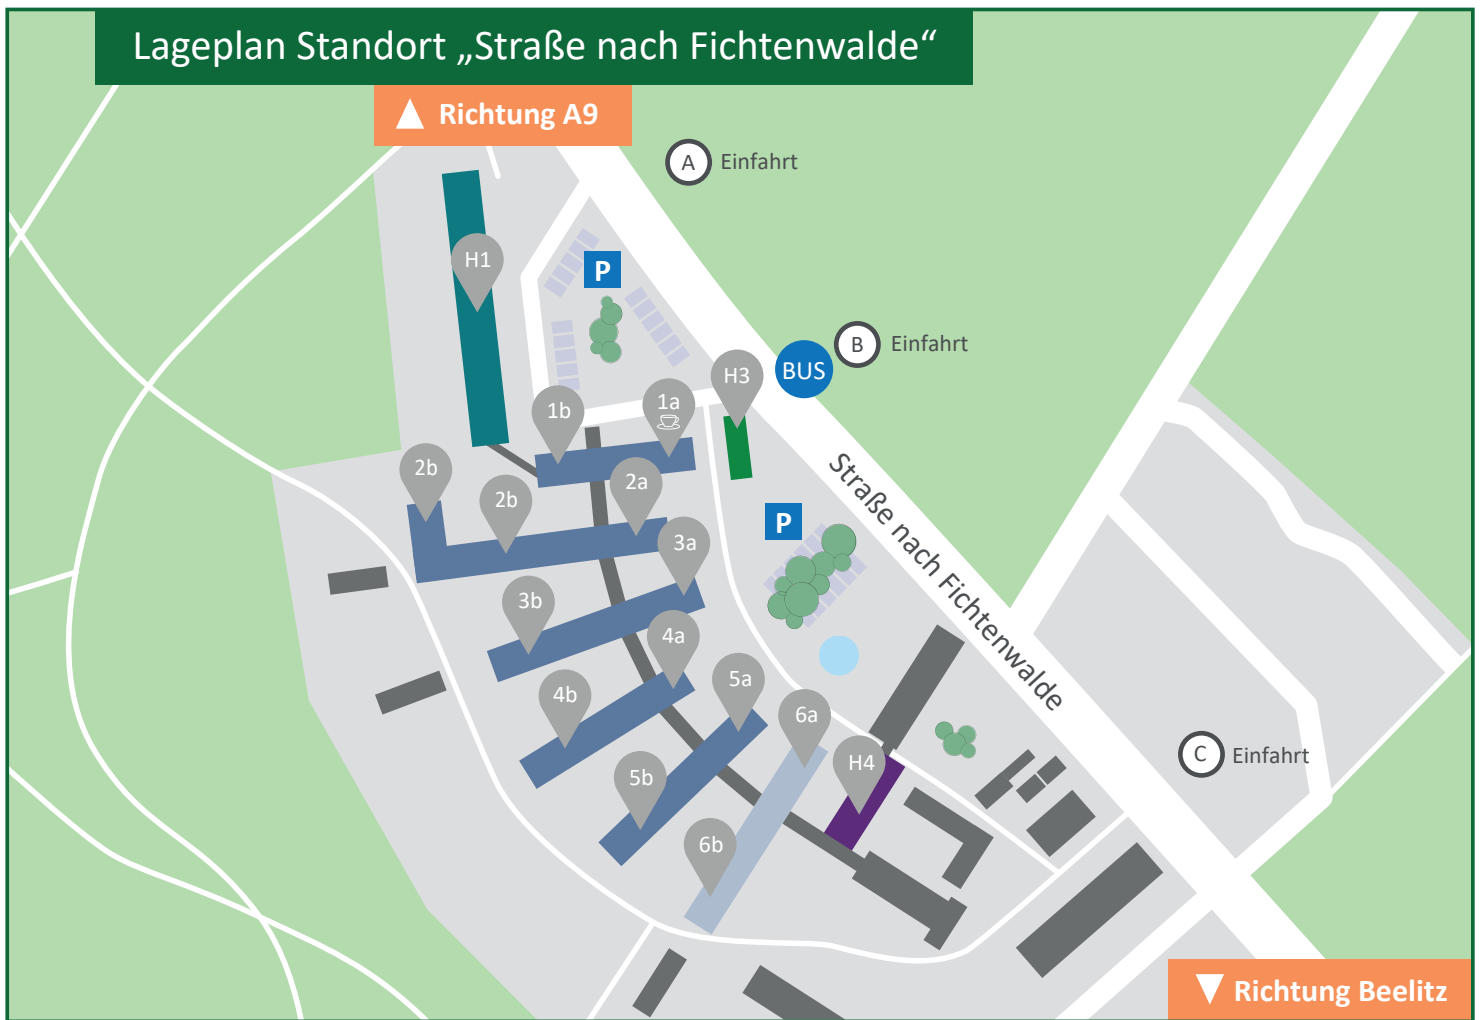 Lageplan Standort „Straße nach Fichtenwalde“
Richtung A9
A Einfahrt
H1
P
B Einfahrt
BUS
H3
1a
1b
2b
2b
2a
P
Straße nach Fichtenwalde
3a
3b
4a
4b
5a
5b
6a
6b
H4
C Einfahrt
Richtung Beelitz